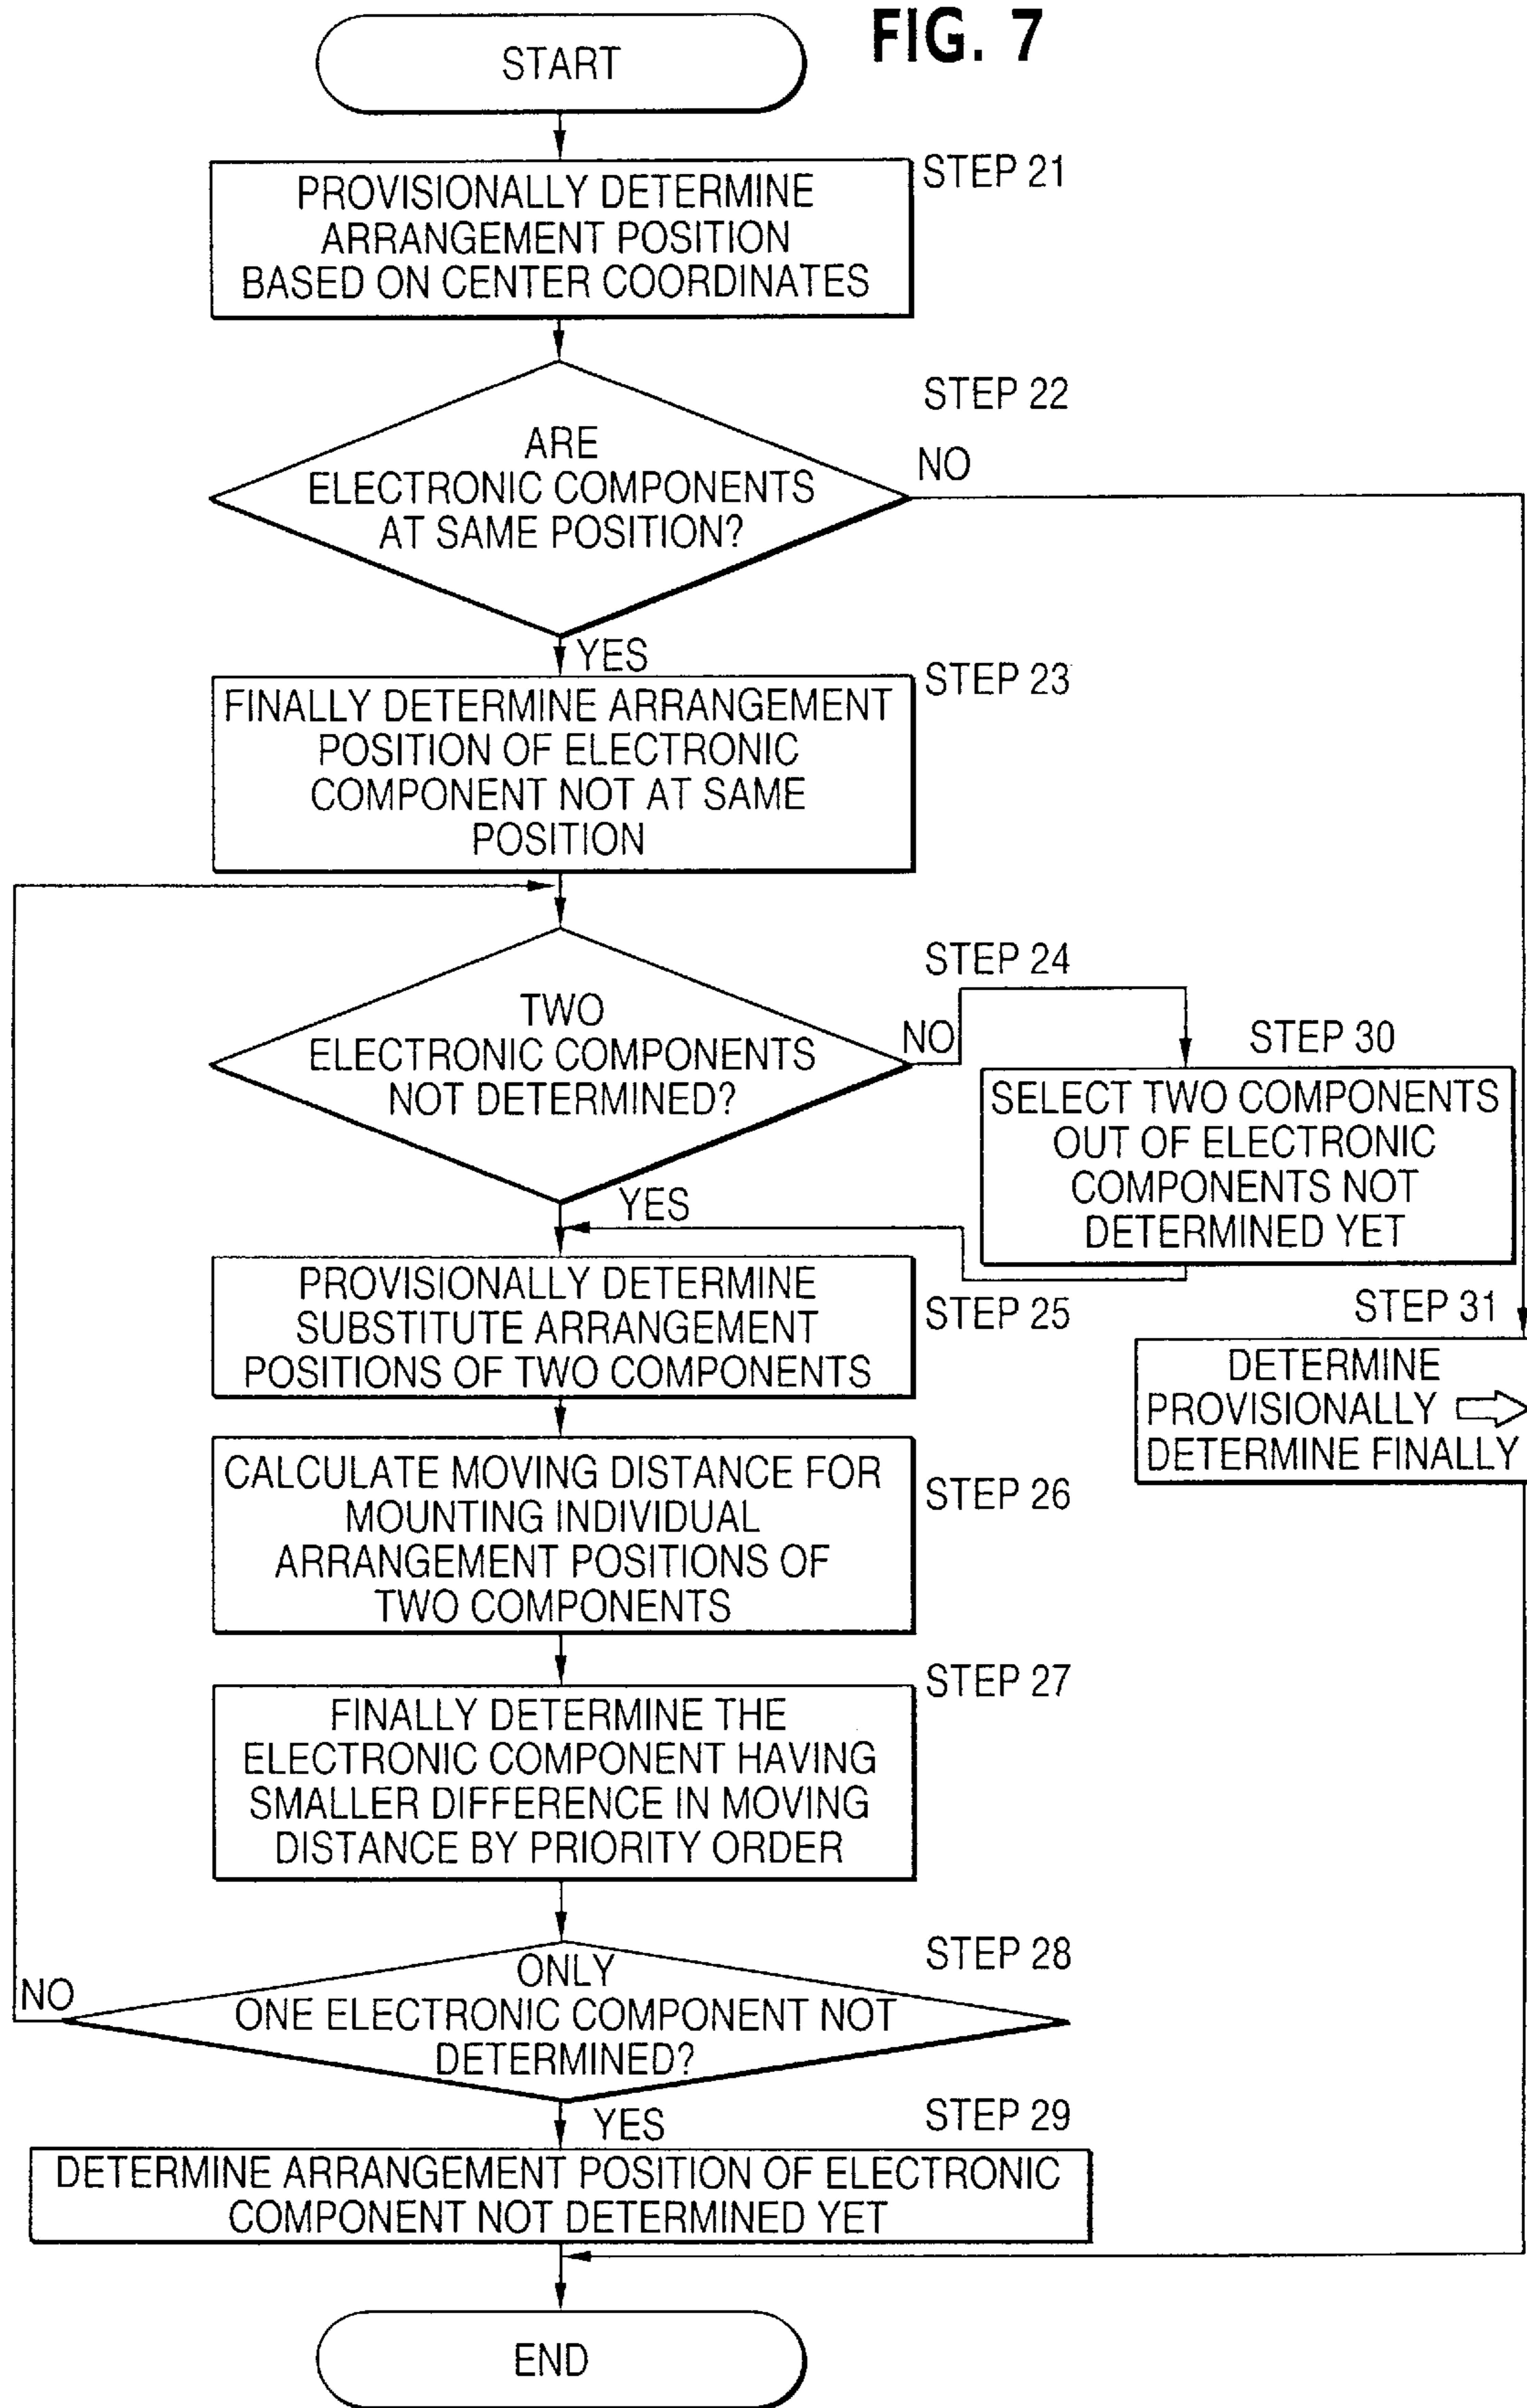 FIG. 7
START
STEP 21
PROVISIONALLY DETERMINE
ARRANGEMENT POSITION
BASED ON CENTER COORDINATES
STEP 22
ARE
ELECTRONIC COMPONENTS
AT SAME POSITION?
NO
YES
STEP 23
FINALLY DETERMINE ARRANGEMENT
POSITION OF ELECTRONIC
COMPONENT NOT AT SAME
POSITION
STEP 24
TWO
ELECTRONIC COMPONENTS
NOT DETERMINED?
NO
YES
STEP 30
SELECT TWO COMPONENTS
OUT OF ELECTRONIC
COMPONENTS NOT
DETERMINED YET
PROVISIONALLY DETERMINE
SUBSTITUTE ARRANGEMENT
POSITIONS OF TWO COMPONENTS
STEP 25
STEP 31
DETERMINE
PROVISIONALLY ⇨
DETERMINE FINALLY
CALCULATE MOVING DISTANCE FOR
MOUNTING INDIVIDUAL
ARRANGEMENT POSITIONS OF
TWO COMPONENTS
STEP 26
STEP 27
FINALLY DETERMINE THE
ELECTRONIC COMPONENT HAVING
SMALLER DIFFERENCE IN MOVING
DISTANCE BY PRIORITY ORDER
STEP 28
ONLY
ONE ELECTRONIC COMPONENT NOT
DETERMINED?
NO
YES
STEP 29
DETERMINE ARRANGEMENT POSITION OF ELECTRONIC
COMPONENT NOT DETERMINED YET
END